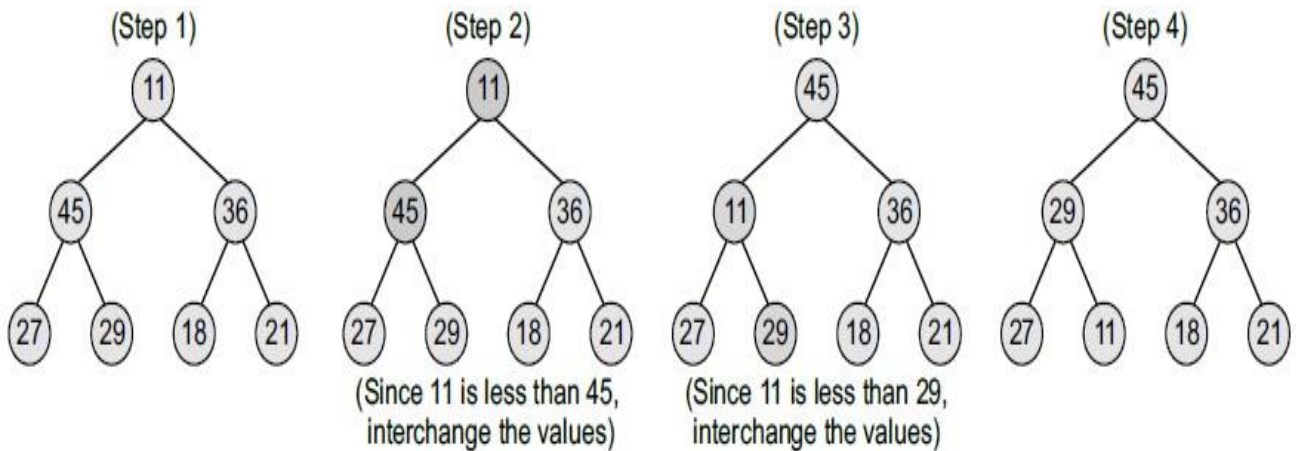 (Step 1) (Step 2) (Step 3) (Step 4)
11 11 45 45
45 36 45 36 11 36 29 36
27 29 18 21 27 29 18 21 27 29 18 21 27 11 18 21
(Since 11 is less than 45, (Since 11 is less than 29,
interchange the values) interchange the values)